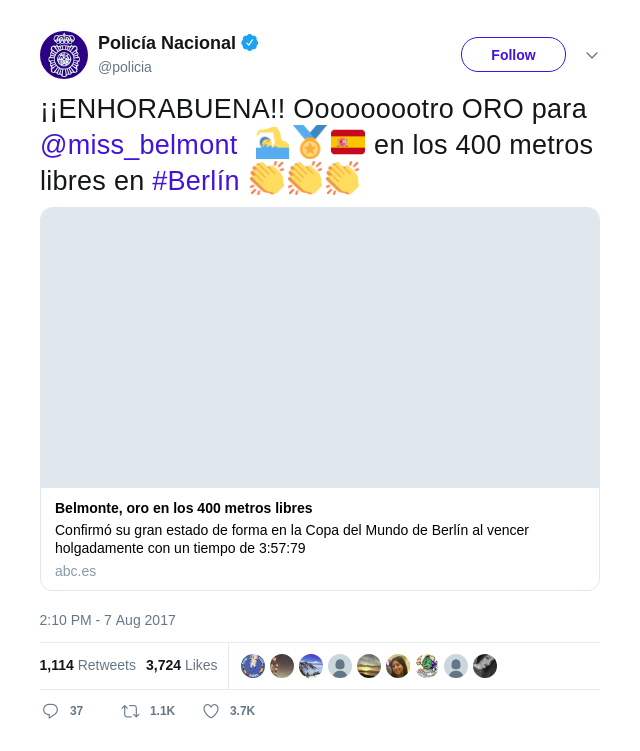 Policía Nacional
@policia
Follow
¡¡ENHORABUENA!! Ooooooootro ORO para
@miss_belmont 🏊🏅🇪🇸 en los 400 metros
libres en #Berlín 👏👏👏
Belmonte, oro en los 400 metros libres
Confirmó su gran estado de forma en la Copa del Mundo de Berlín al vencer
holgadamente con un tiempo de 3:57:79
abc.es
2:10 PM - 7 Aug 2017
1,114 Retweets 3,724 Likes
37 1.1K 3.7K